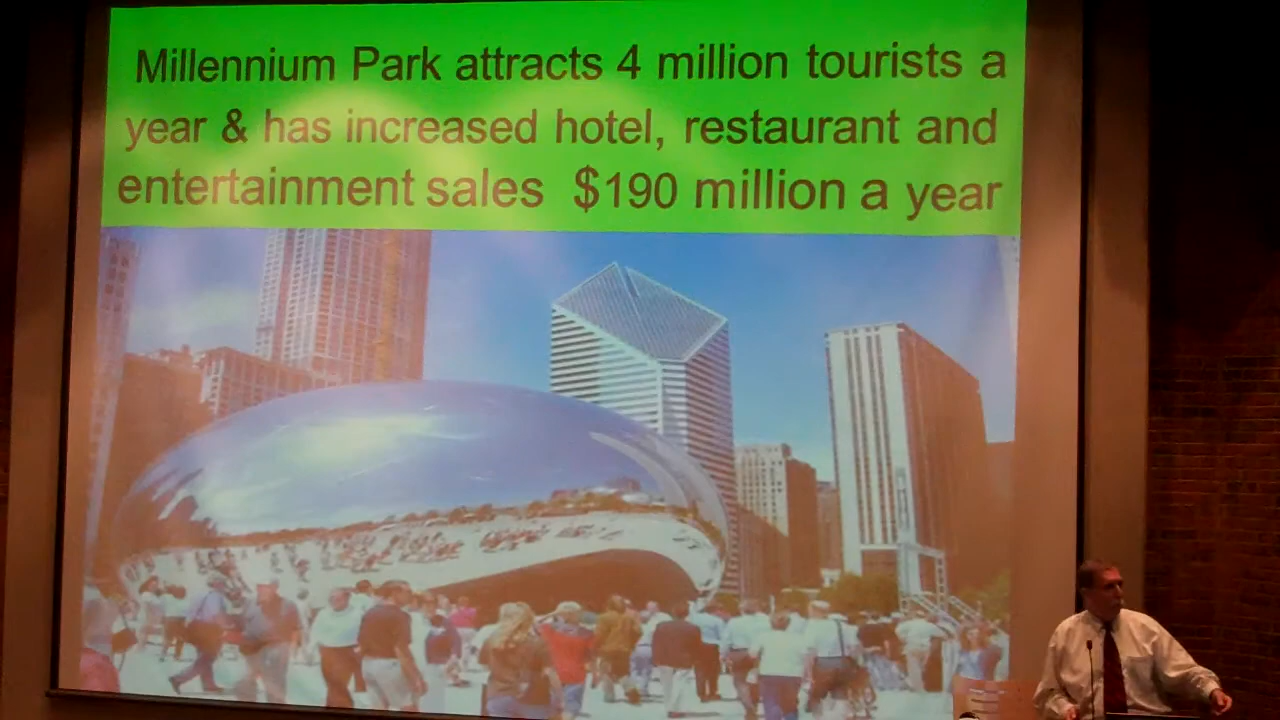 Millennium Park attracts 4 million tourists a
year & has increased hotel, restaurant and
entertainment sales $190 million a year